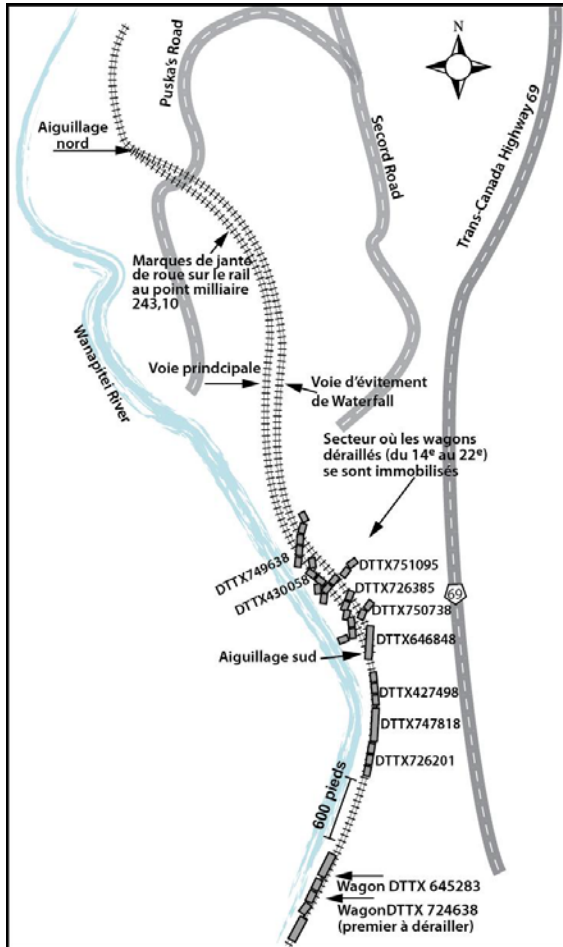 N
Puska's Road
Secord Road
Trans-Canada Highway 69
Aiguillage
nord
Marques de jante
de roue sur le rail
au point milliaire
243,10
Wanapitei River
Voie prindcipale
Voie d'évitement
de Waterfall
Secteur où les wagons
déraillés (du 14e au 22e)
se sont immobilisés
DTTX749638
DTTX751095
DTTX430058
DTTX726385
DTTX750738
69
DTTX646848
Aiguillage sud
DTTX427498
DTTX747818
DTTX726201
600 pieds
Wagon DTTX 645283
WagonDTTX 724638
(premier à dérailler)